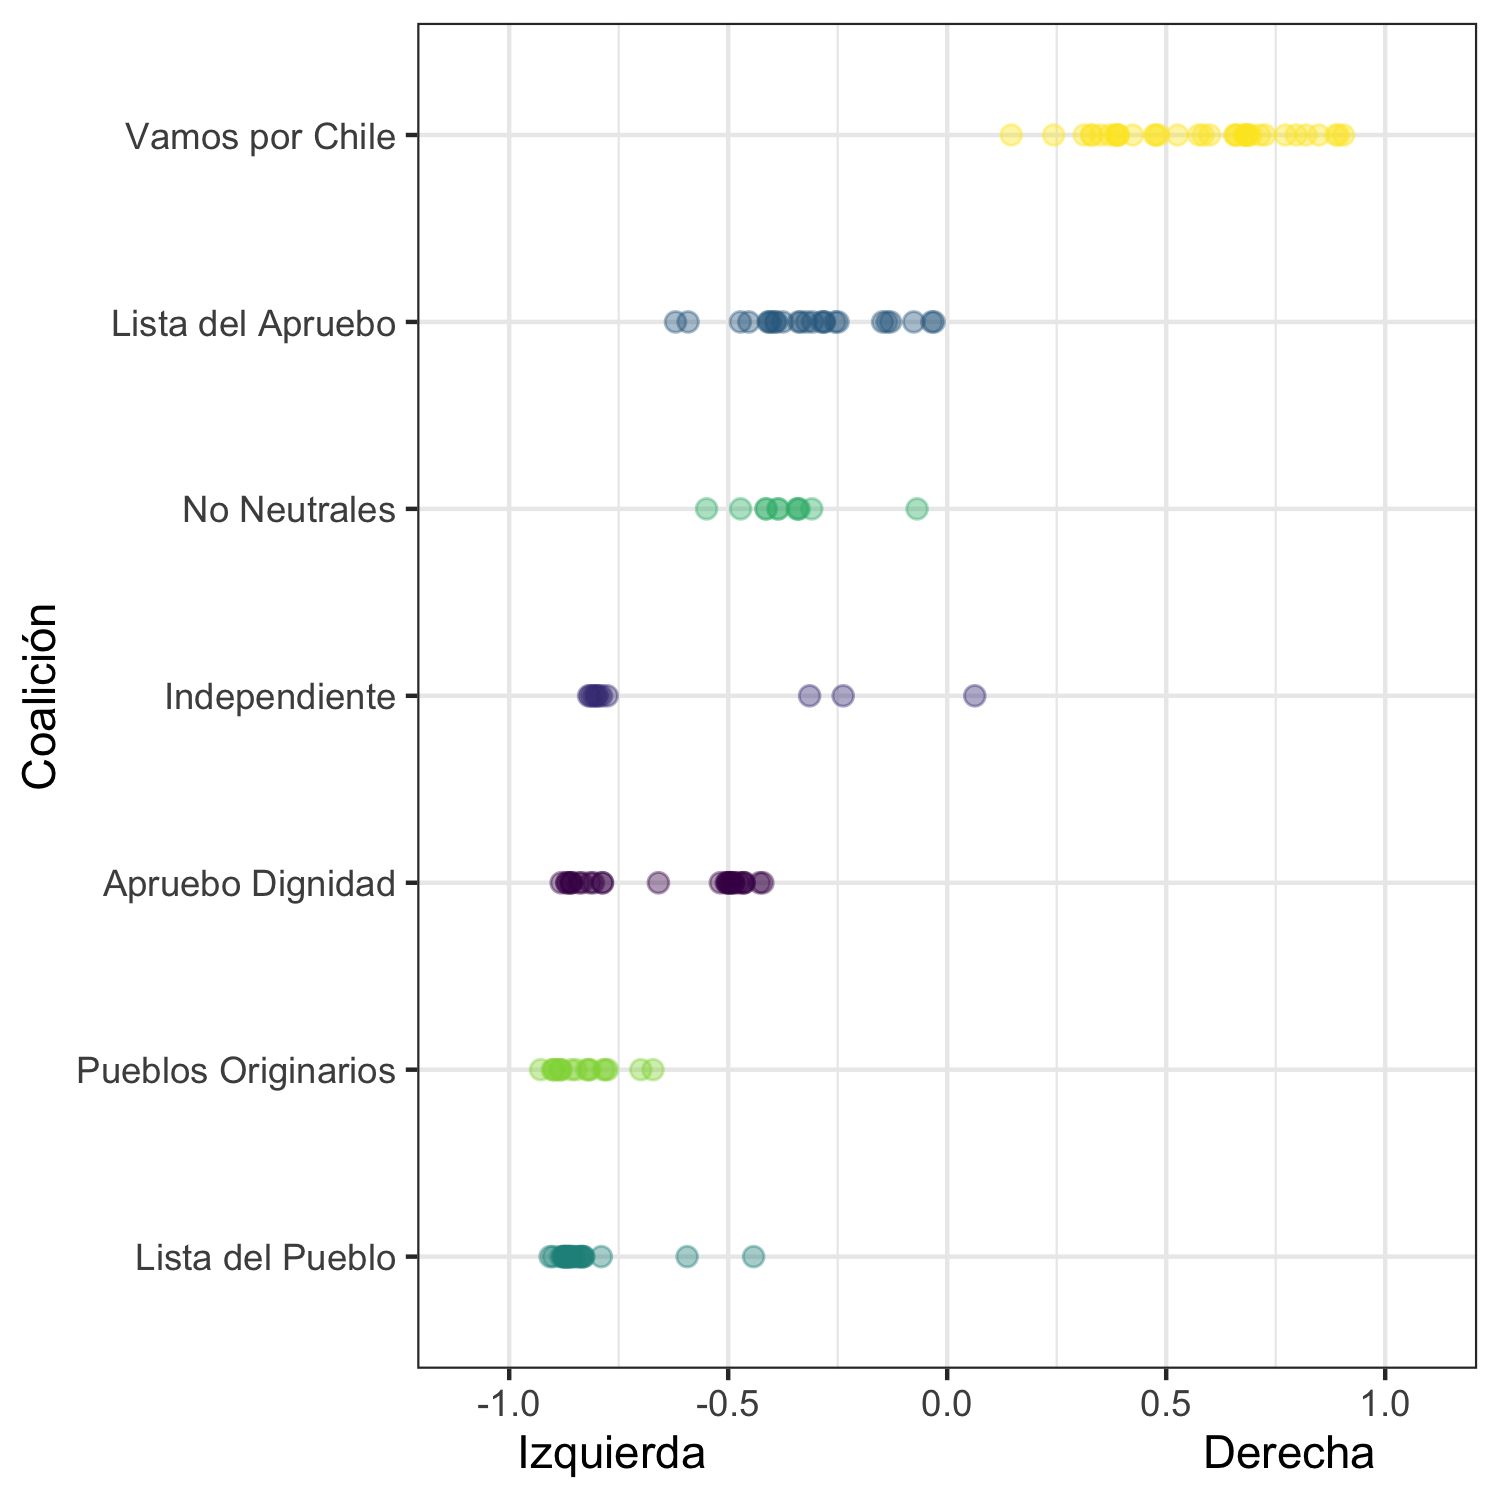 Coalición
Vamos por Chile
Lista del Apruebo
No Neutrales
Independiente
Apruebo Dignidad
Pueblos Originarios
Lista del Pueblo
-1.0 -0.5 0.0 0.5 1.0
Izquierda Derecha